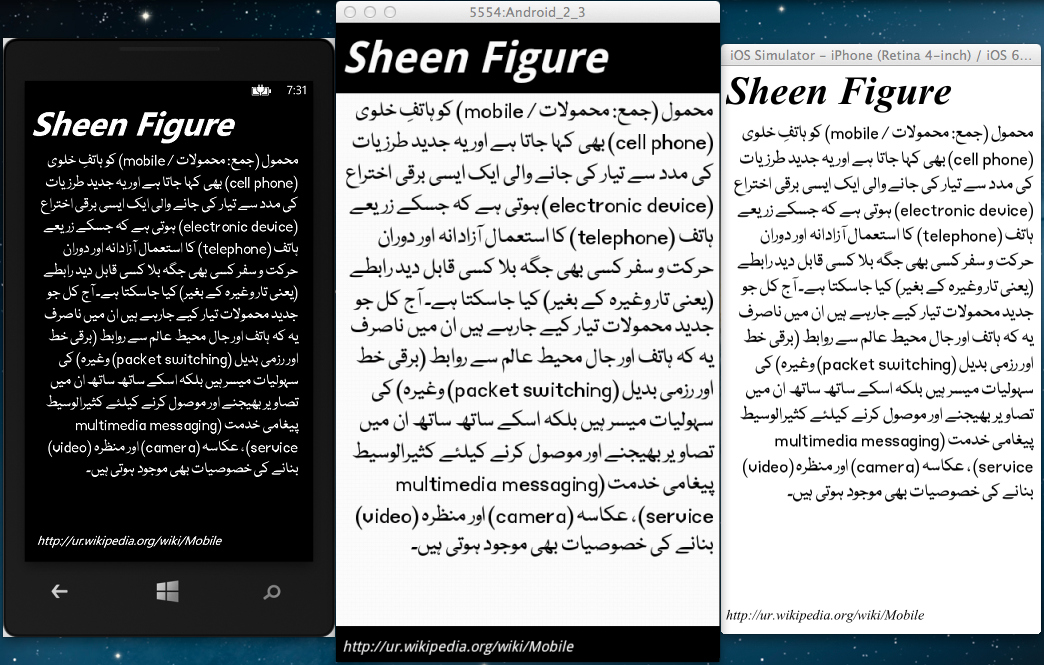 7:31
Sheen Figure
محمول (جمع: محمولات / mobile) کو ہاتفِ خلوی
(cell phone) بھی کہا جاتا ہے اور یہ جدید طرزیات
کی مدد سے تیار کی جانے والی ایک ایسی برقی اختراع
(electronic device) ہوتی ہے کہ جسکے زریعے
ہاتف (telephone) کا استعمال آزادانہ اور دوران
حرکت و سفر کسی بھی جگہ بلا کسی قابل دید رابطے
(یعنی تار وغیرہ کے بغیر) کیا جاسکتا ہے۔ آج کل جو
جدید محمولات تیار کیے جارہے ہیں ان میں ناصرف
یہ کہ ہاتف اور جال محیط عالم سے روابط (برقی خط
اور رزمی بدیل (packet switching) وغیرہ) کی
سہولیات میسر ہیں بلکہ اسکے ساتھ ساتھ ان میں
تصاویر بھیجنے اور موصول کرنے کیلئے کثیرالوسیط
پیغامی خدمت (multimedia messaging
service)، عکاسہ (camera) اور منظرہ (video)
بنانے کی خصوصیات بھی موجود ہوتی ہیں۔
http://ur.wikipedia.org/wiki/Mobile
5554:Android_2_3
Sheen Figure
محمول (جمع: محمولات / mobile) کو ہاتفِ خلوی
(cell phone) بھی کہا جاتا ہے اور یہ جدید طرزیات
کی مدد سے تیار کی جانے والی ایک ایسی برقی اختراع
(electronic device) ہوتی ہے کہ جسکے زریعے
ہاتف (telephone) کا استعمال آزادانہ اور دوران
حرکت و سفر کسی بھی جگہ بلا کسی قابل دید رابطے
(یعنی تار وغیرہ کے بغیر) کیا جاسکتا ہے۔ آج کل جو
جدید محمولات تیار کیے جارہے ہیں ان میں ناصرف
یہ کہ ہاتف اور جال محیط عالم سے روابط (برقی خط
اور رزمی بدیل (packet switching) وغیرہ) کی
سہولیات میسر ہیں بلکہ اسکے ساتھ ساتھ ان میں
تصاویر بھیجنے اور موصول کرنے کیلئے کثیرالوسیط
پیغامی خدمت (multimedia messaging
service)، عکاسہ (camera) اور منظرہ (video)
بنانے کی خصوصیات بھی موجود ہوتی ہیں۔
http://ur.wikipedia.org/wiki/Mobile
iOS Simulator - iPhone (Retina 4-inch) / iOS 6...
Sheen Figure
محمول (جمع: محمولات / mobile) کو ہاتفِ خلوی
(cell phone) بھی کہا جاتا ہے اور یہ جدید طرزیات
کی مدد سے تیار کی جانے والی ایک ایسی برقی اختراع
(electronic device) ہوتی ہے کہ جسکے زریعے
ہاتف (telephone) کا استعمال آزادانہ اور دوران
حرکت و سفر کسی بھی جگہ بلا کسی قابل دید رابطے
(یعنی تار وغیرہ کے بغیر) کیا جاسکتا ہے۔ آج کل جو
جدید محمولات تیار کیے جارہے ہیں ان میں ناصرف
یہ کہ ہاتف اور جال محیط عالم سے روابط (برقی خط
اور رزمی بدیل (packet switching) وغیرہ) کی
سہولیات میسر ہیں بلکہ اسکے ساتھ ساتھ ان میں
تصاویر بھیجنے اور موصول کرنے کیلئے کثیرالوسیط
پیغامی خدمت (multimedia messaging
service)، عکاسہ (camera) اور منظرہ (video)
بنانے کی خصوصیات بھی موجود ہوتی ہیں۔
http://ur.wikipedia.org/wiki/Mobile